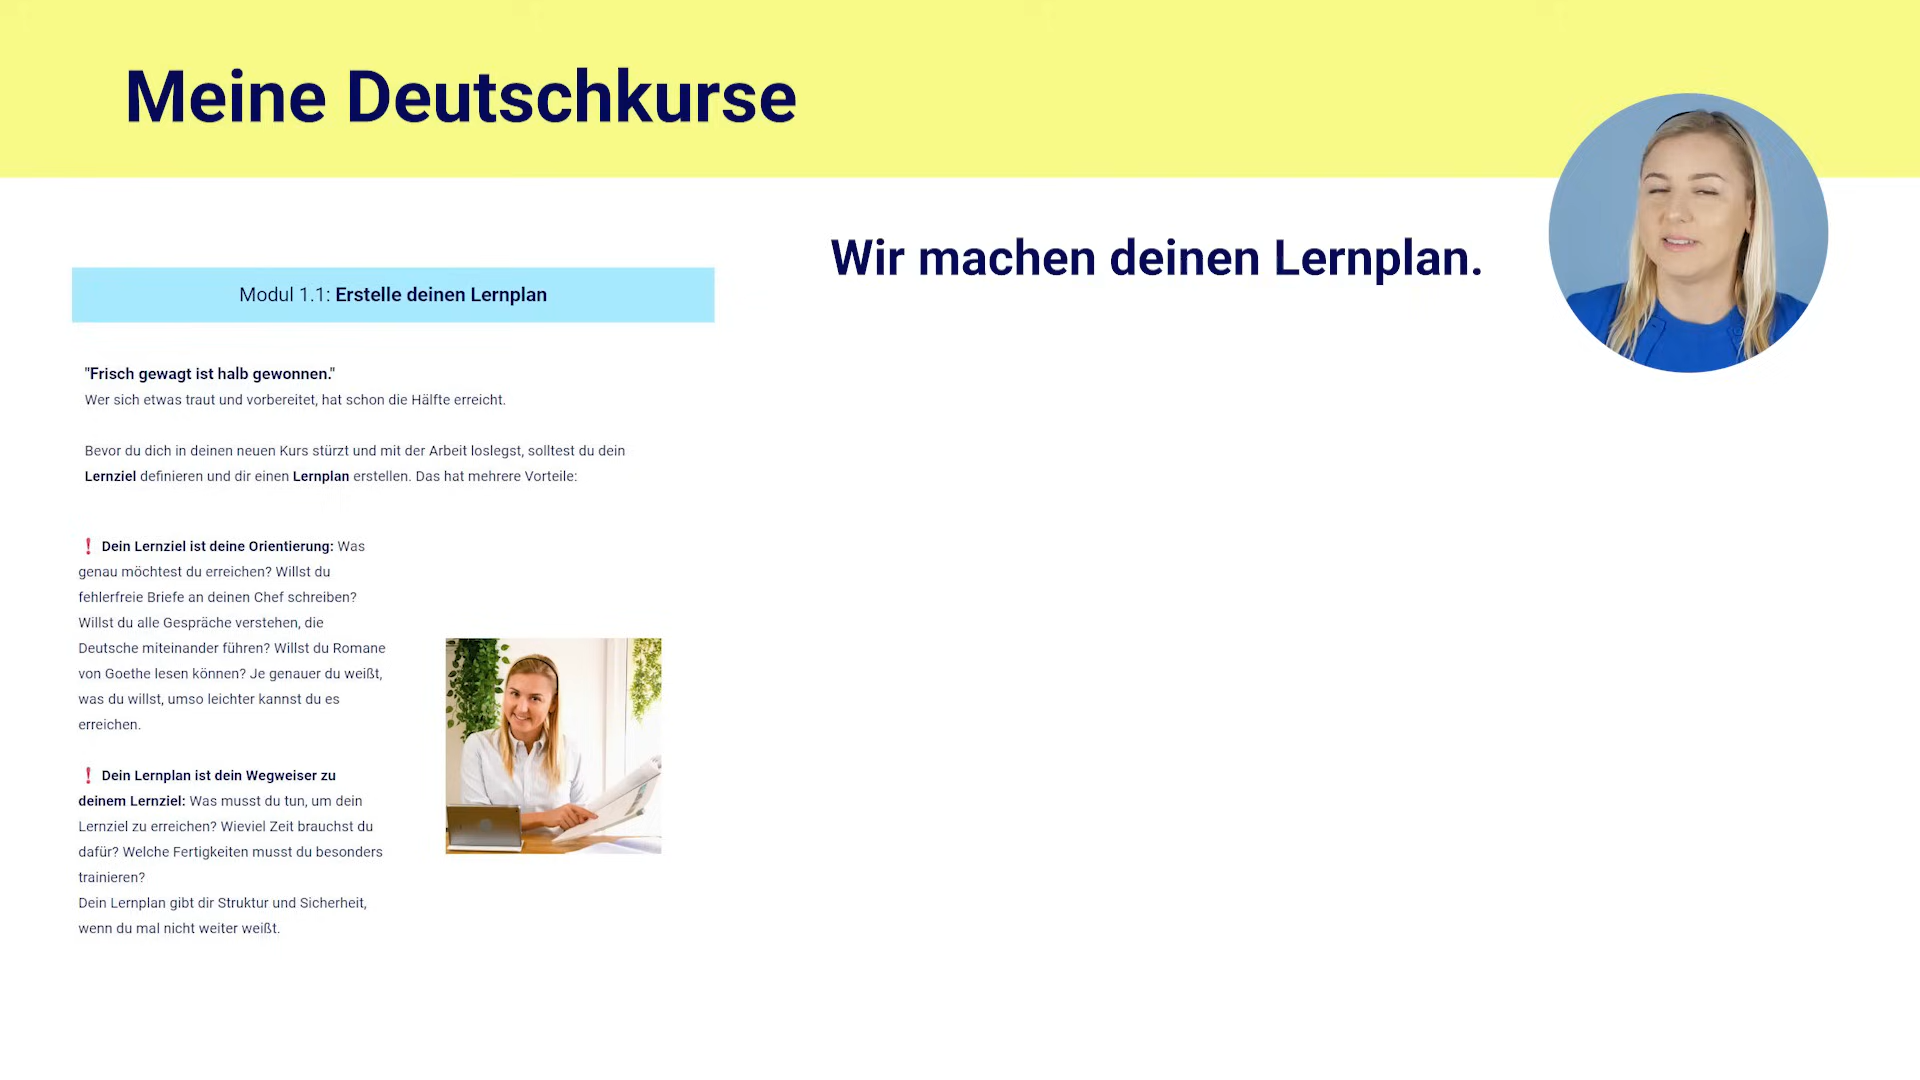 Meine Deutschkurse
Wir machen deinen Lernplan.
Modul 1.1: Erstelle deinen Lernplan
"Frisch gewagt ist halb gewonnen."
Wer sich etwas traut und vorbereitet, hat schon die Hälfte erreicht.
Bevor du dich in deinen neuen Kurs stürzt und mit der Arbeit loslegst, solltest du dein
Lernziel definieren und dir einen Lernplan erstellen. Das hat mehrere Vorteile:
❗ Dein Lernziel ist deine Orientierung: Was
genau möchtest du erreichen? Willst du
fehlerfreie Briefe an deinen Chef schreiben?
Willst du alle Gespräche verstehen, die
Deutsche miteinander führen? Willst du Romane
von Goethe lesen können? Je genauer du weißt,
was du willst, umso leichter kannst du es
erreichen.
❗ Dein Lernplan ist dein Wegweiser zu
deinem Lernziel: Was musst du tun, um dein
Lernziel zu erreichen? Wieviel Zeit brauchst du
dafür? Welche Fertigkeiten musst du besonders
trainieren?
Dein Lernplan gibt dir Struktur und Sicherheit,
wenn du mal nicht weiter weißt.